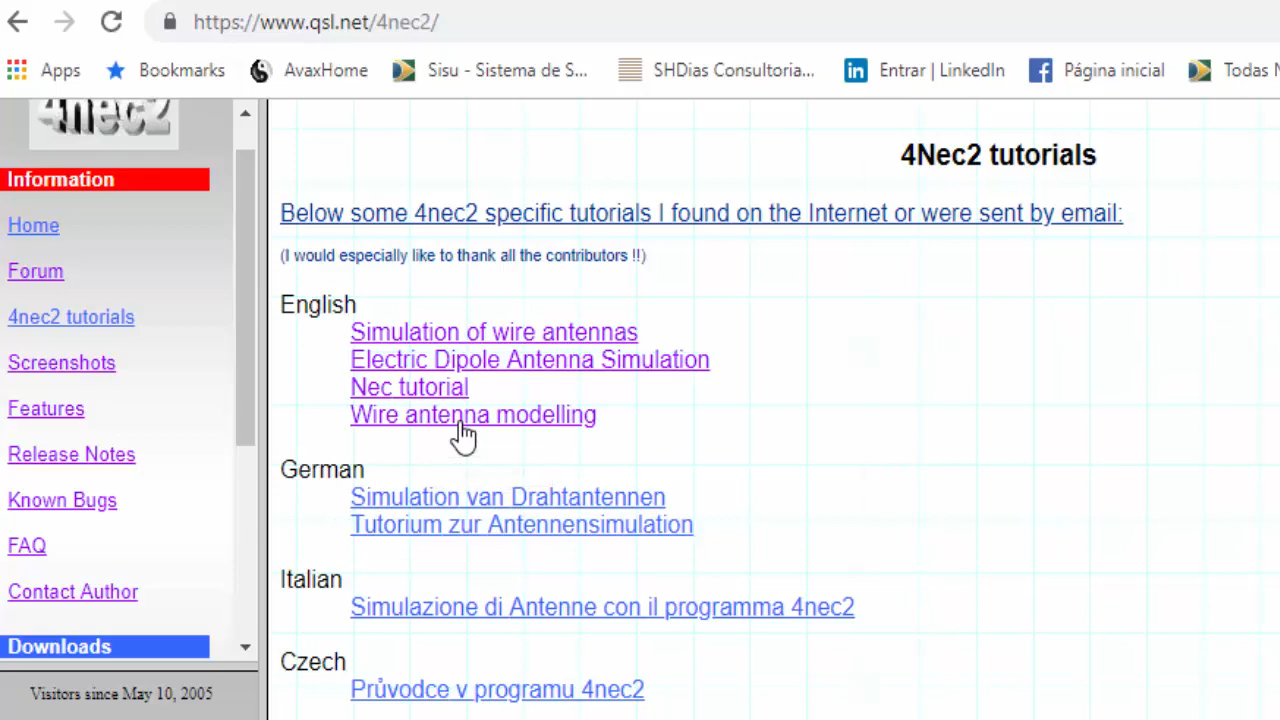 https://www.qsl.net/4nec2/
Apps
Bookmarks
AvaxHome
Sisu - Sistema de S...
SHDias Consultoria...
Entrar | LinkedIn
Página inicial
Todas
4nec2
Information
Home
Forum
4nec2 tutorials
Screenshots
Features
Release Notes
Known Bugs
FAQ
Contact Author
Downloads
Visitors since May 10, 2005
4Nec2 tutorials
Below some 4nec2 specific tutorials I found on the Internet or were sent by email:
(I would especially like to thank all the contributors !!)
English
Simulation of wire antennas
Electric Dipole Antenna Simulation
Nec tutorial
Wire antenna modelling
German
Simulation van Drahtantennen
Tutorium zur Antennensimulation
Italian
Simulazione di Antenne con il programma 4nec2
Czech
Průvodce v programu 4nec2